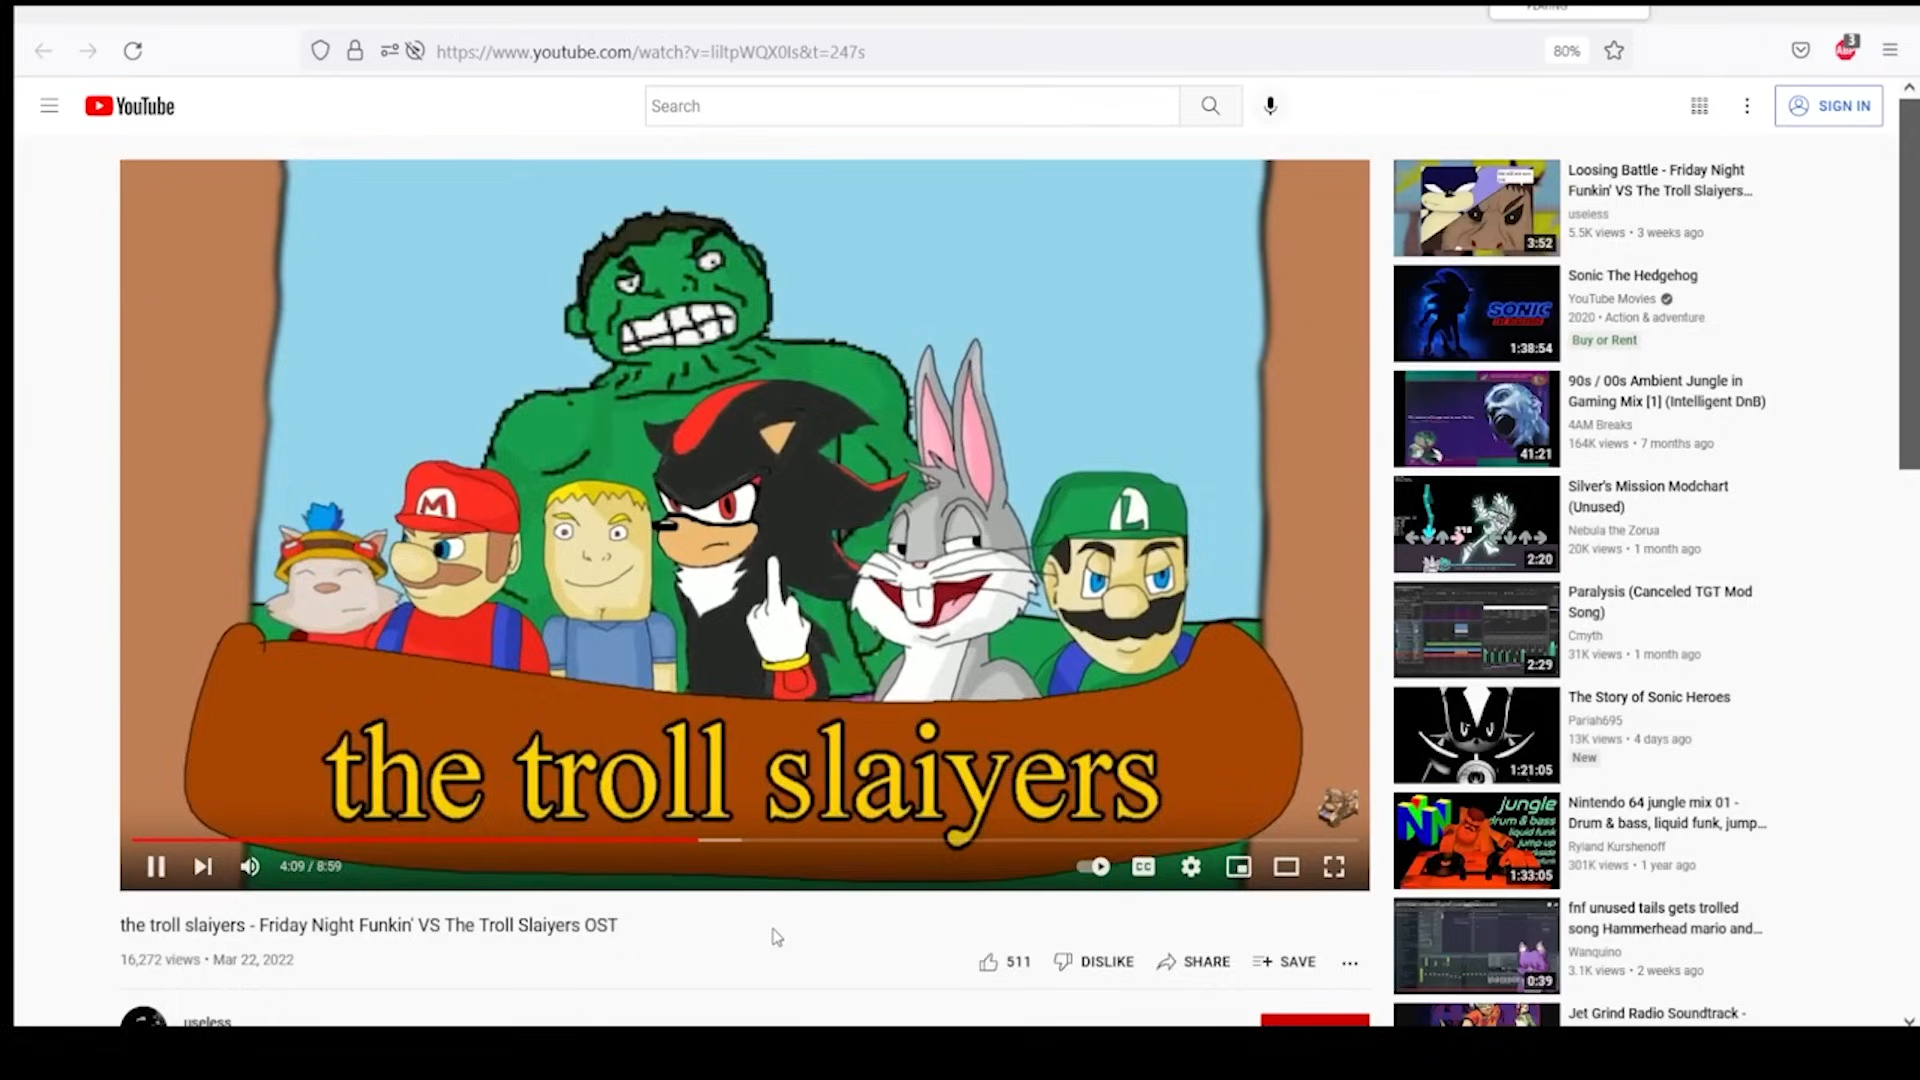 https://www.youtube.com/watch?v=liltpWQX0Is&t=247s
80%
ABP
3
YouTube
Search
SIGN IN
M
L
the troll slaiyers
4:09 / 8:59
CC
the troll slaiyers - Friday Night Funkin' VS The Troll Slaiyers OST
16,272 views • Mar 22, 2022
511
DISLIKE
SHARE
SAVE
useless
3:52
Loosing Battle - Friday Night
Funkin' VS The Troll Slaiyers...
useless
5.5K views • 3 weeks ago
SONIC
1:38:54
Sonic The Hedgehog
YouTube Movies
2020 • Action & adventure
Buy or Rent
41:21
90s / 00s Ambient Jungle in
Gaming Mix [1] (Intelligent DnB)
4AM Breaks
164K views • 7 months ago
2:20
Silver's Mission Modchart
(Unused)
Nebula the Zorua
20K views • 1 month ago
2:29
Paralysis (Canceled TGT Mod
Song)
Cmyth
31K views • 1 month ago
1:21:05
The Story of Sonic Heroes
Pariah695
13K views • 4 days ago
New
jungle
drum & bass
liquid funk
jump up
1:33:05
Nintendo 64 jungle mix 01 -
Drum & bass, liquid funk, jump...
Ryland Kurshenoff
301K views • 1 year ago
0:39
fnf unused tails gets trolled
song Hammerhead mario and...
Wanquino
3.1K views • 2 weeks ago
Jet Grind Radio Soundtrack -